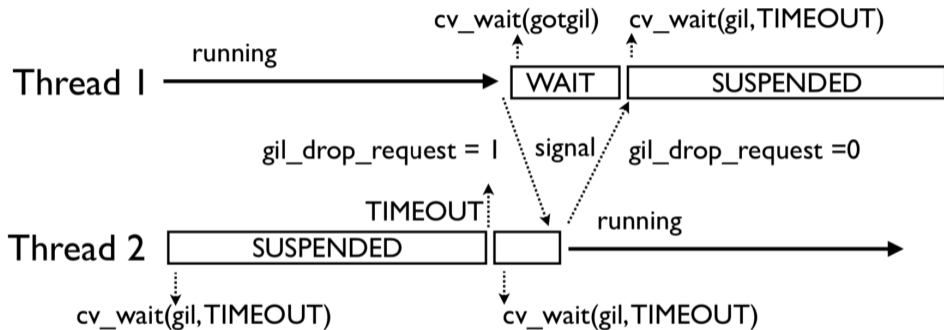 cv_wait(gotgil) cv_wait(gil,TIMEOUT)
running
Thread 1 WAIT SUSPENDED
gil_drop_request = 1 signal gil_drop_request =0
TIMEOUT
running
Thread 2 SUSPENDED
cv_wait(gil,TIMEOUT) cv_wait(gil,TIMEOUT)